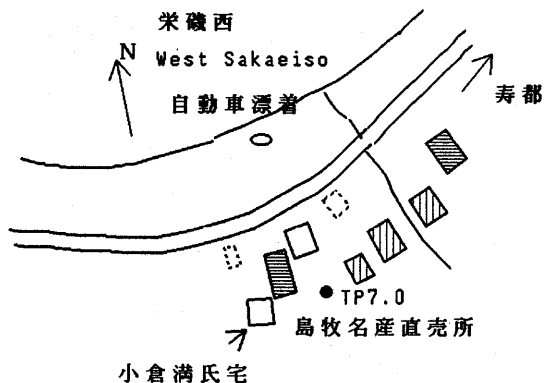 栄磯西
N
West Sakaeiso
自動車漂着
寿都
TP7.0
島牧名産直売所
小倉満氏宅